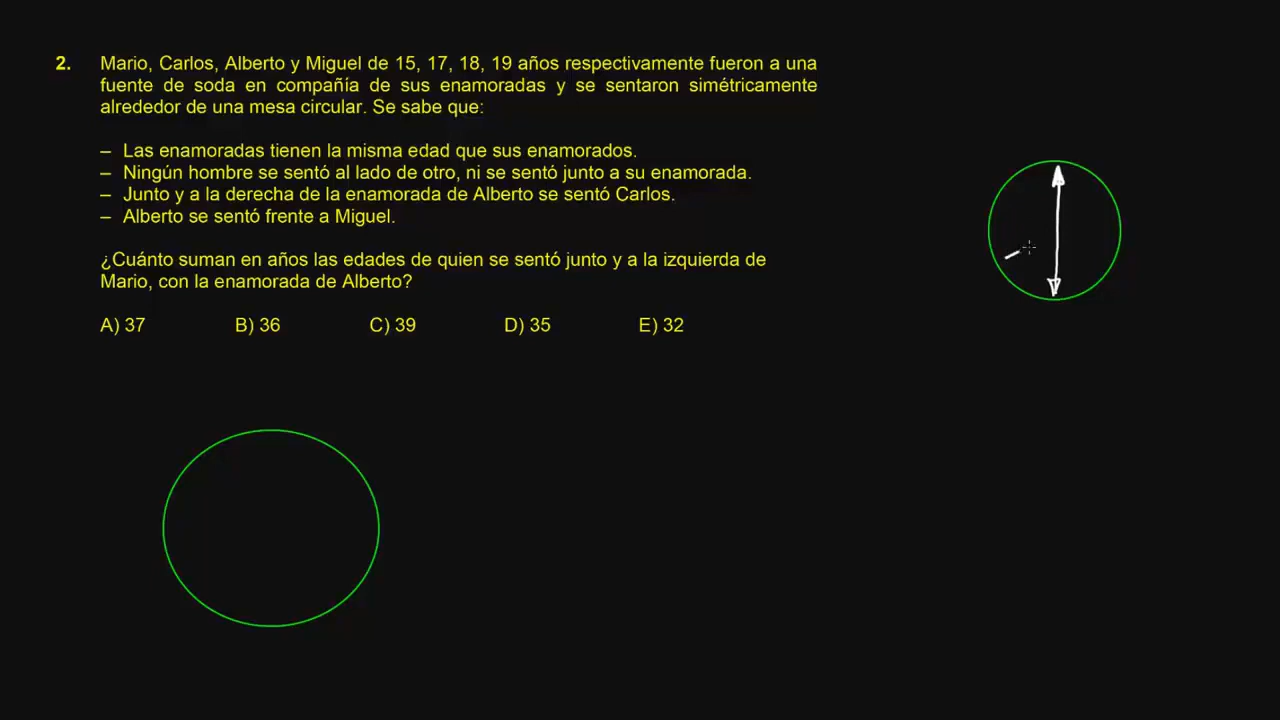 2. Mario, Carlos, Alberto y Miguel de 15, 17, 18, 19 años respectivamente fueron a una
fuente de soda en compañía de sus enamoradas y se sentaron simétricamente
alrededor de una mesa circular. Se sabe que:
– Las enamoradas tienen la misma edad que sus enamorados.
– Ningún hombre se sentó al lado de otro, ni se sentó junto a su enamorada.
– Junto y a la derecha de la enamorada de Alberto se sentó Carlos.
– Alberto se sentó frente a Miguel.
¿Cuánto suman en años las edades de quien se sentó junto y a la izquierda de
Mario, con la enamorada de Alberto?
A) 37 B) 36 C) 39 D) 35 E) 32